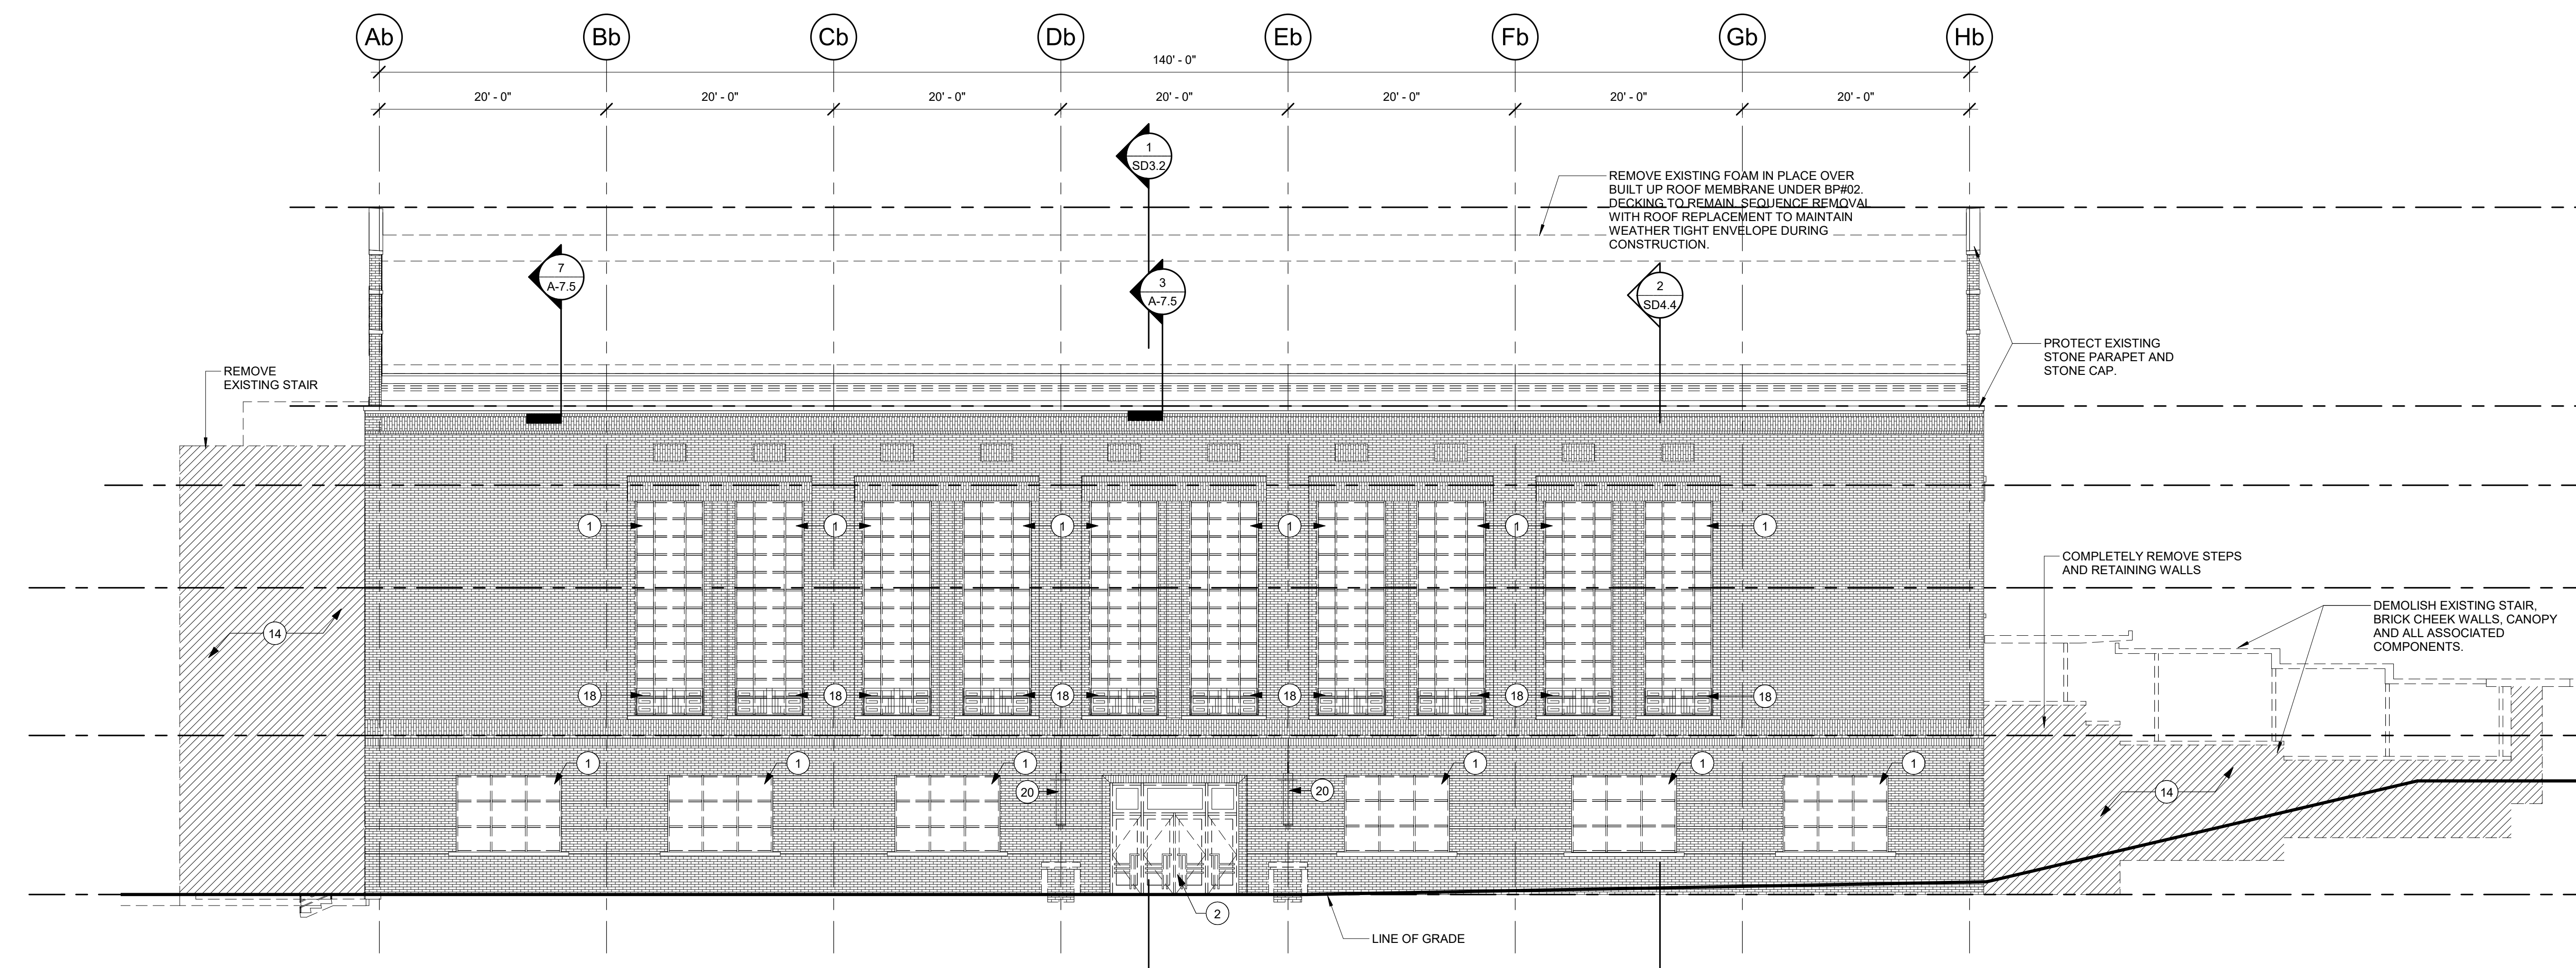 Ab Bb Cb Db Eb Fb Gb Hb
140' - 0"
20' - 0" 20' - 0" 20' - 0" 20' - 0" 20' - 0" 20' - 0" 20' - 0"
1
SD3.2
REMOVE EXISTING FOAM IN PLACE OVER
BUILT UP ROOF MEMBRANE UNDER BP#02.
DECKING TO REMAIN. SEQUENCE REMOVAL
WITH ROOF REPLACEMENT TO MAINTAIN
WEATHER TIGHT ENVELOPE DURING
CONSTRUCTION.
7
A-7.5
3
A-7.5
2
SD4.4
PROTECT EXISTING
STONE PARAPET AND
STONE CAP.
REMOVE
EXISTING STAIR
1 1 1 1 1 1
COMPLETELY REMOVE STEPS
AND RETAINING WALLS
DEMOLISH EXISTING STAIR,
BRICK CHEEK WALLS, CANOPY
AND ALL ASSOCIATED
COMPONENTS.
14
18 18 18 18 18 18
1 1 1 1 1 1
20 20 14
2
LINE OF GRADE